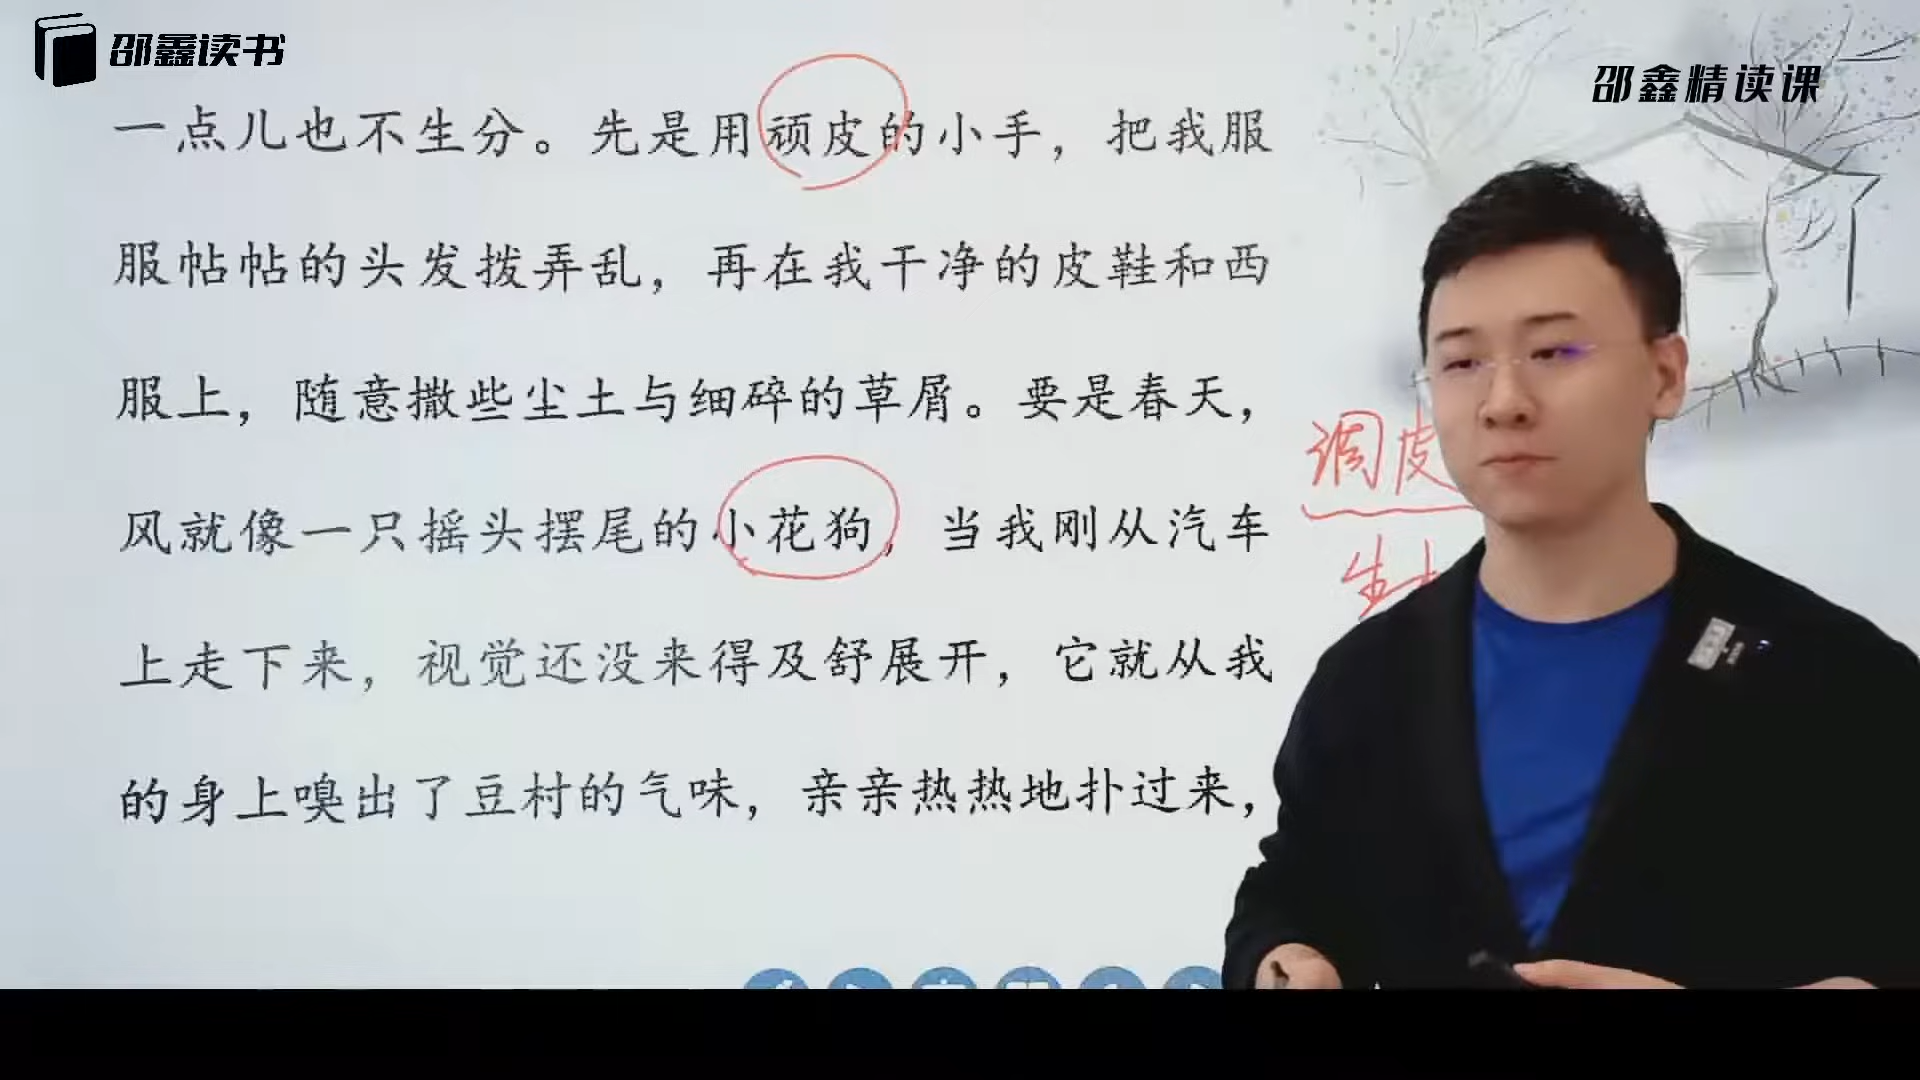 邵鑫读书
邵鑫精读课
一点儿也不生分。先是用顽皮的小手，把我服
服帖帖的头发拨弄乱，再在我干净的皮鞋和西
服上，随意撒些尘土与细碎的草屑。要是春天，
风就像一只摇头摆尾的小花狗，当我刚从汽车
上走下来，视觉还没来得及舒展开，它就从我
的身上嗅出了豆村的气味，亲亲热热地扑过来，
调皮
生